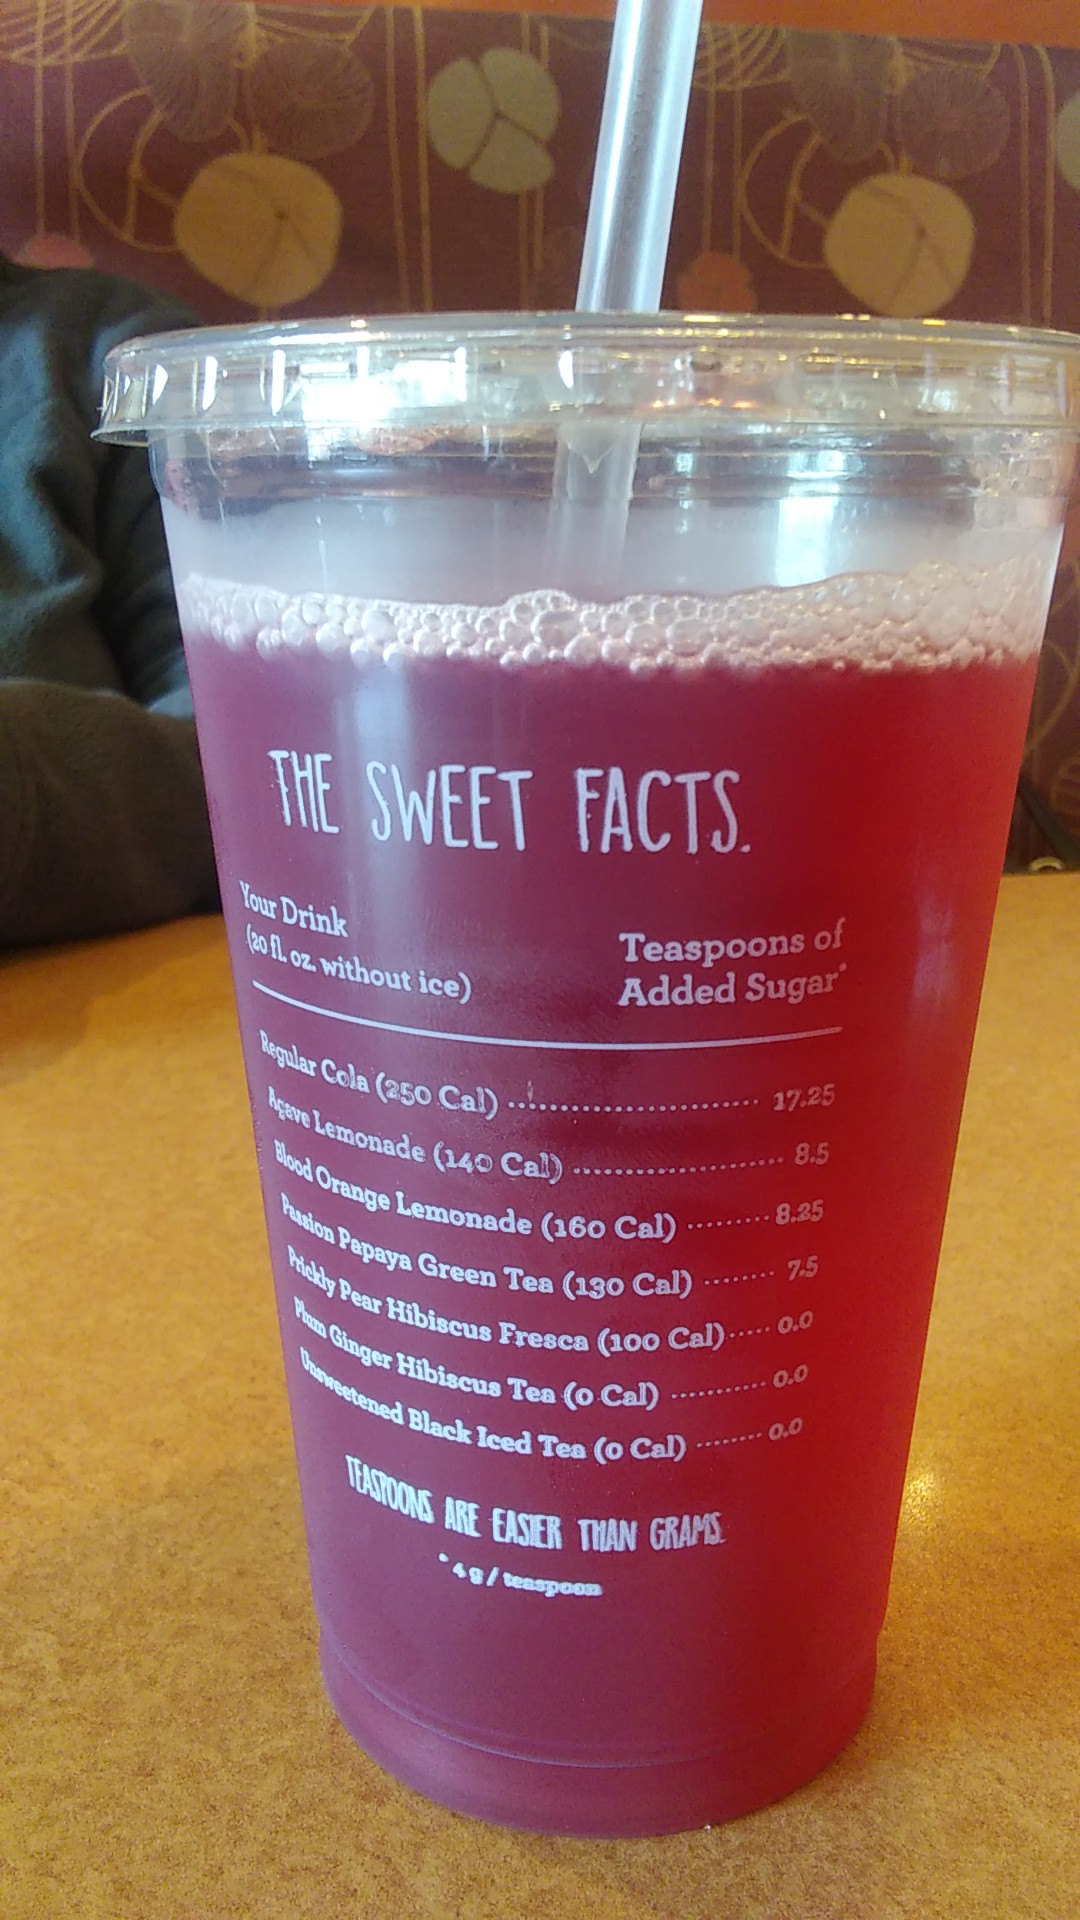 THE SWEET FACTS.
Your Drink
(20 fl. oz. without ice)
Teaspoons of
Added Sugar*
Regular Cola (250 Cal) ........................... 17.25
Agave Lemonade (140 Cal) ....................... 8.5
Blood Orange Lemonade (160 Cal) ......... 8.25
Passion Papaya Green Tea (130 Cal) ........ 7.5
Prickly Pear Hibiscus Fresca (100 Cal) ..... 0.0
Plum Ginger Hibiscus Tea (0 Cal) ........... 0.0
Unsweetened Black Iced Tea (0 Cal) ........ 0.0
TEASPOONS ARE EASIER THAN GRAMS.
*4 g / teaspoon